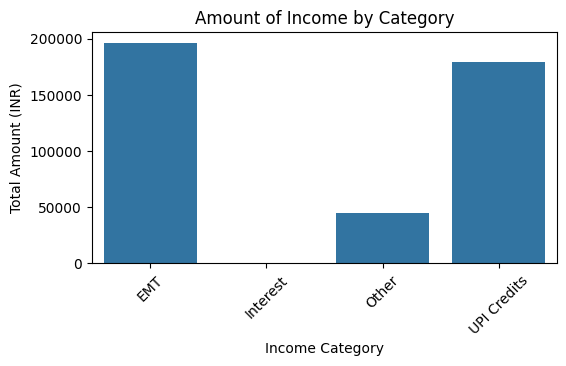 Amount of Income by Category
Total Amount (INR)
200000
150000
100000
50000
0
EMT
Interest
Other
UPI Credits
Income Category